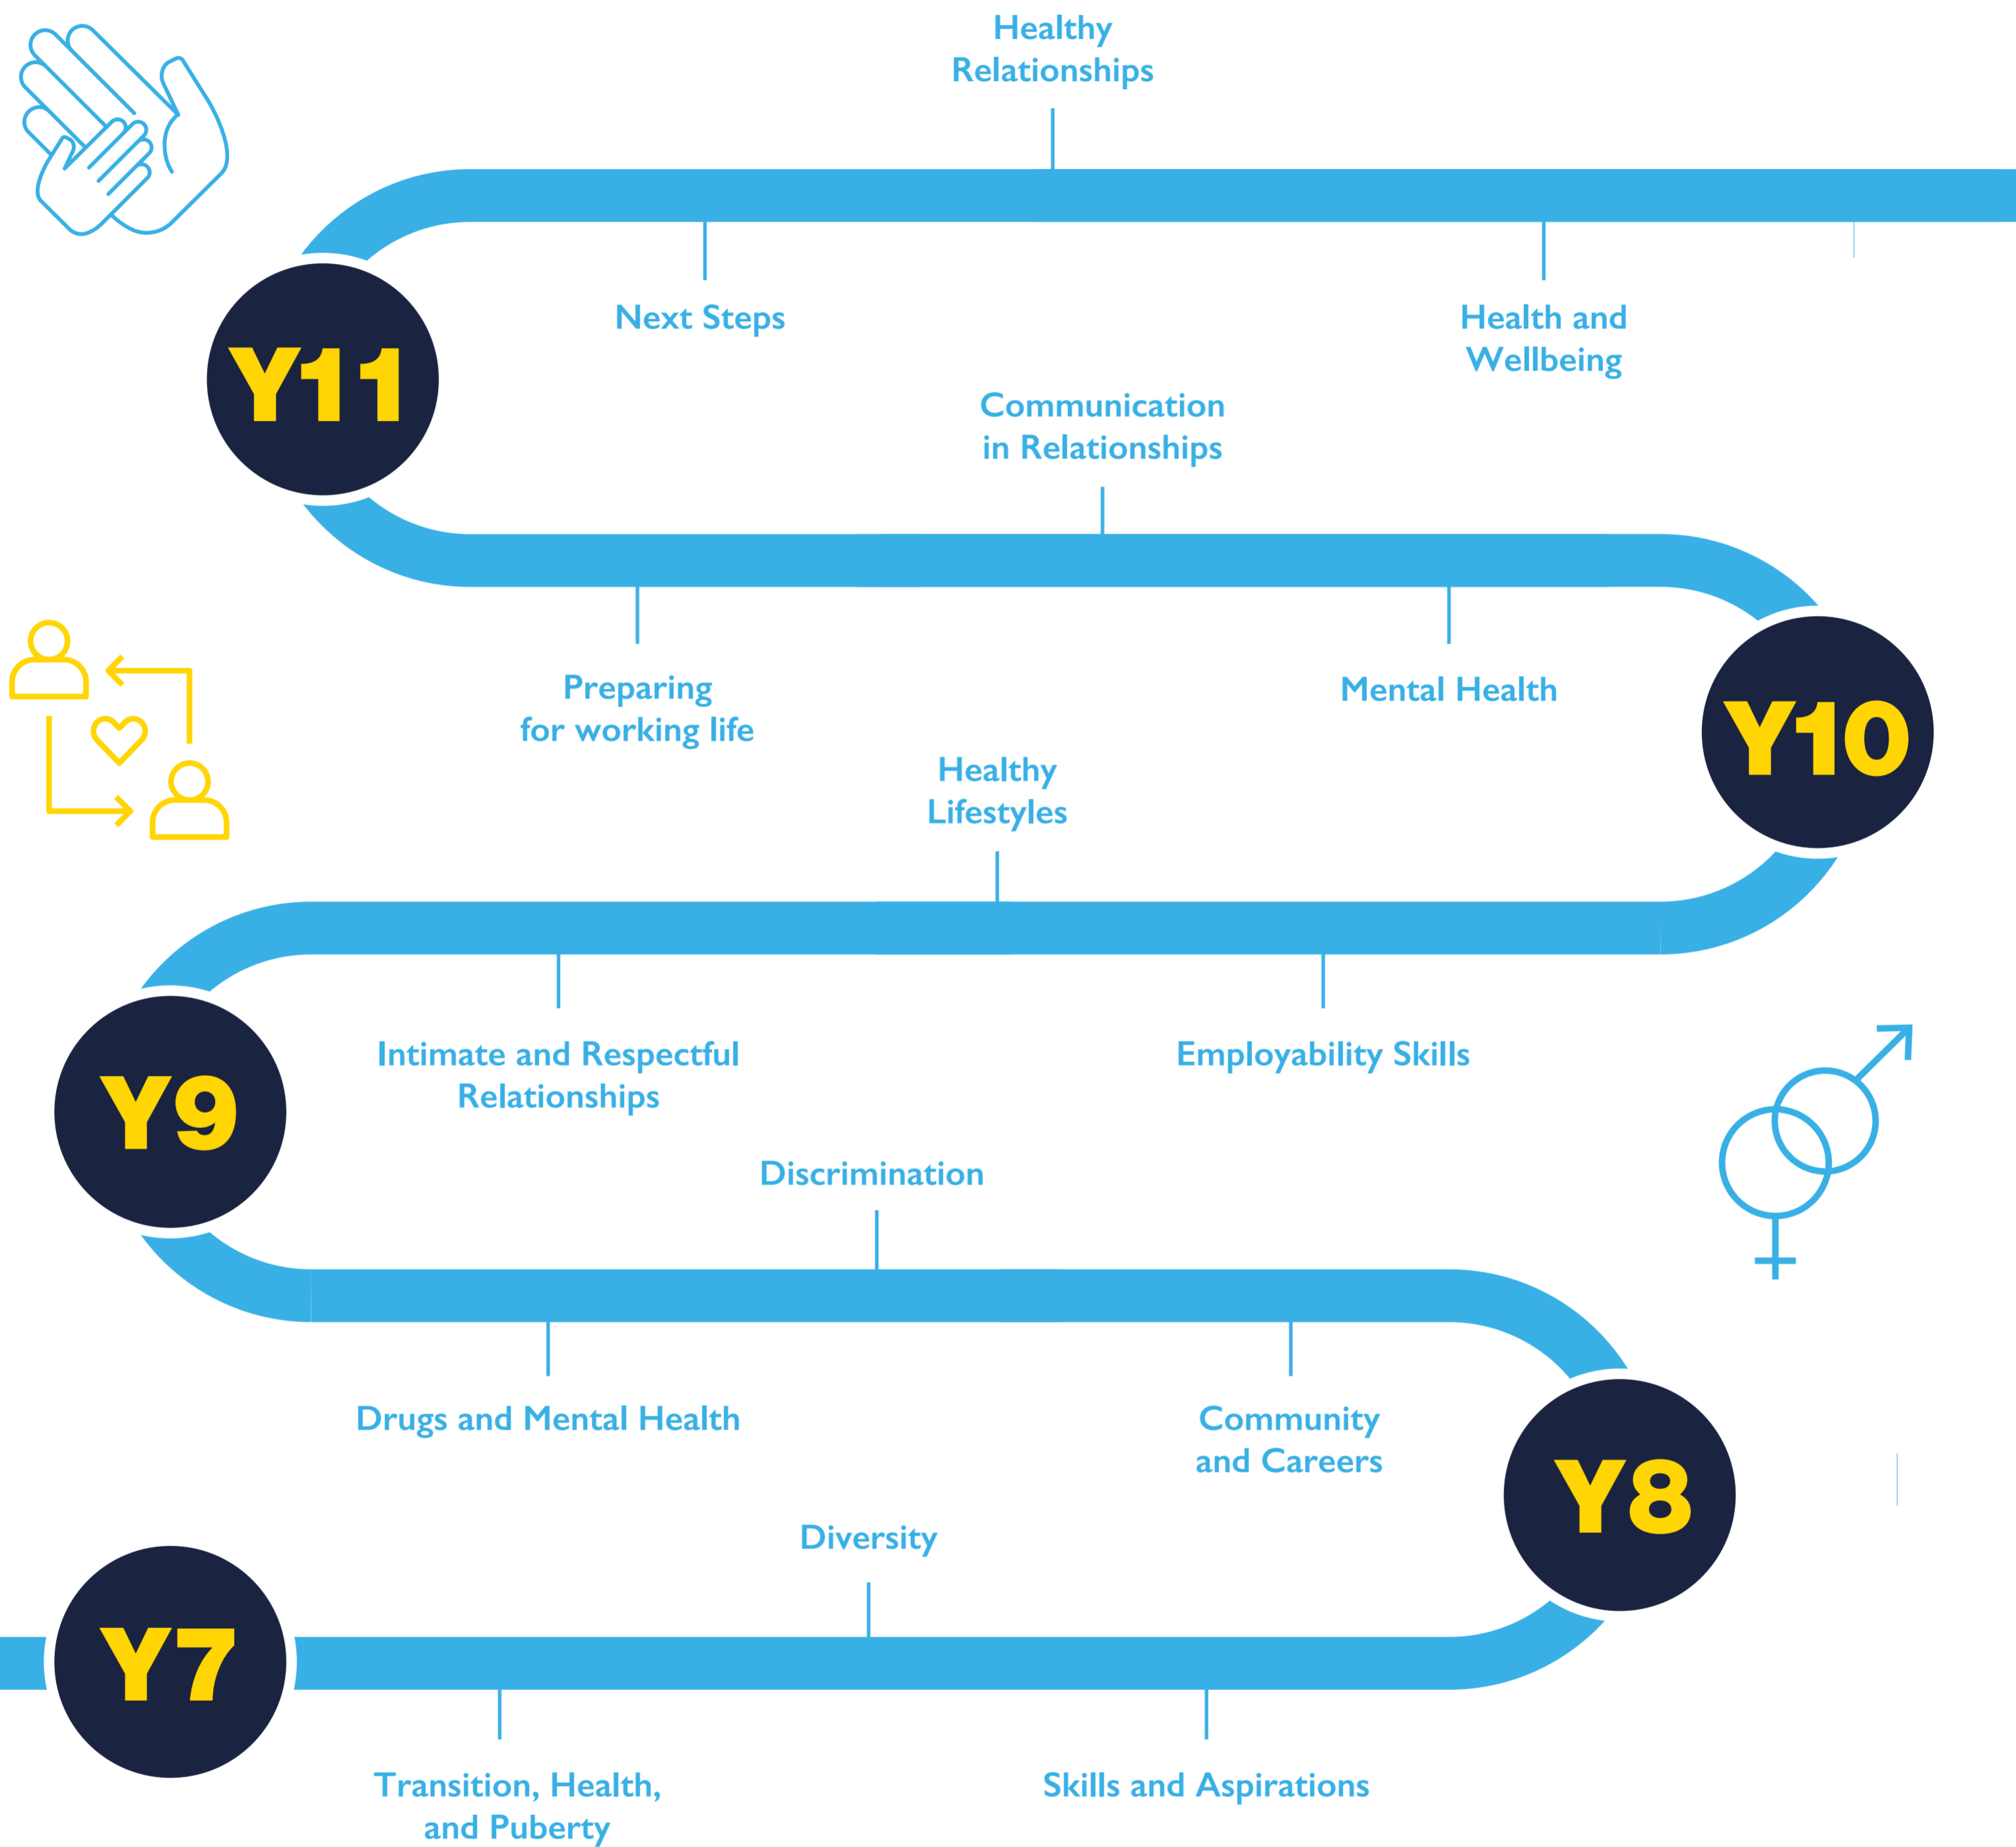 Healthy
Relationships
Next Steps
Health and
Wellbeing
Y11
Communication
in Relationships
Preparing
for working life
Mental Health
Y10
Healthy
Lifestyles
Intimate and Respectful
Relationships
Employability Skills
Y9
Discrimination
Drugs and Mental Health
Community
and Careers
Y8
Diversity
Y7
Transition, Health,
and Puberty
Skills and Aspirations